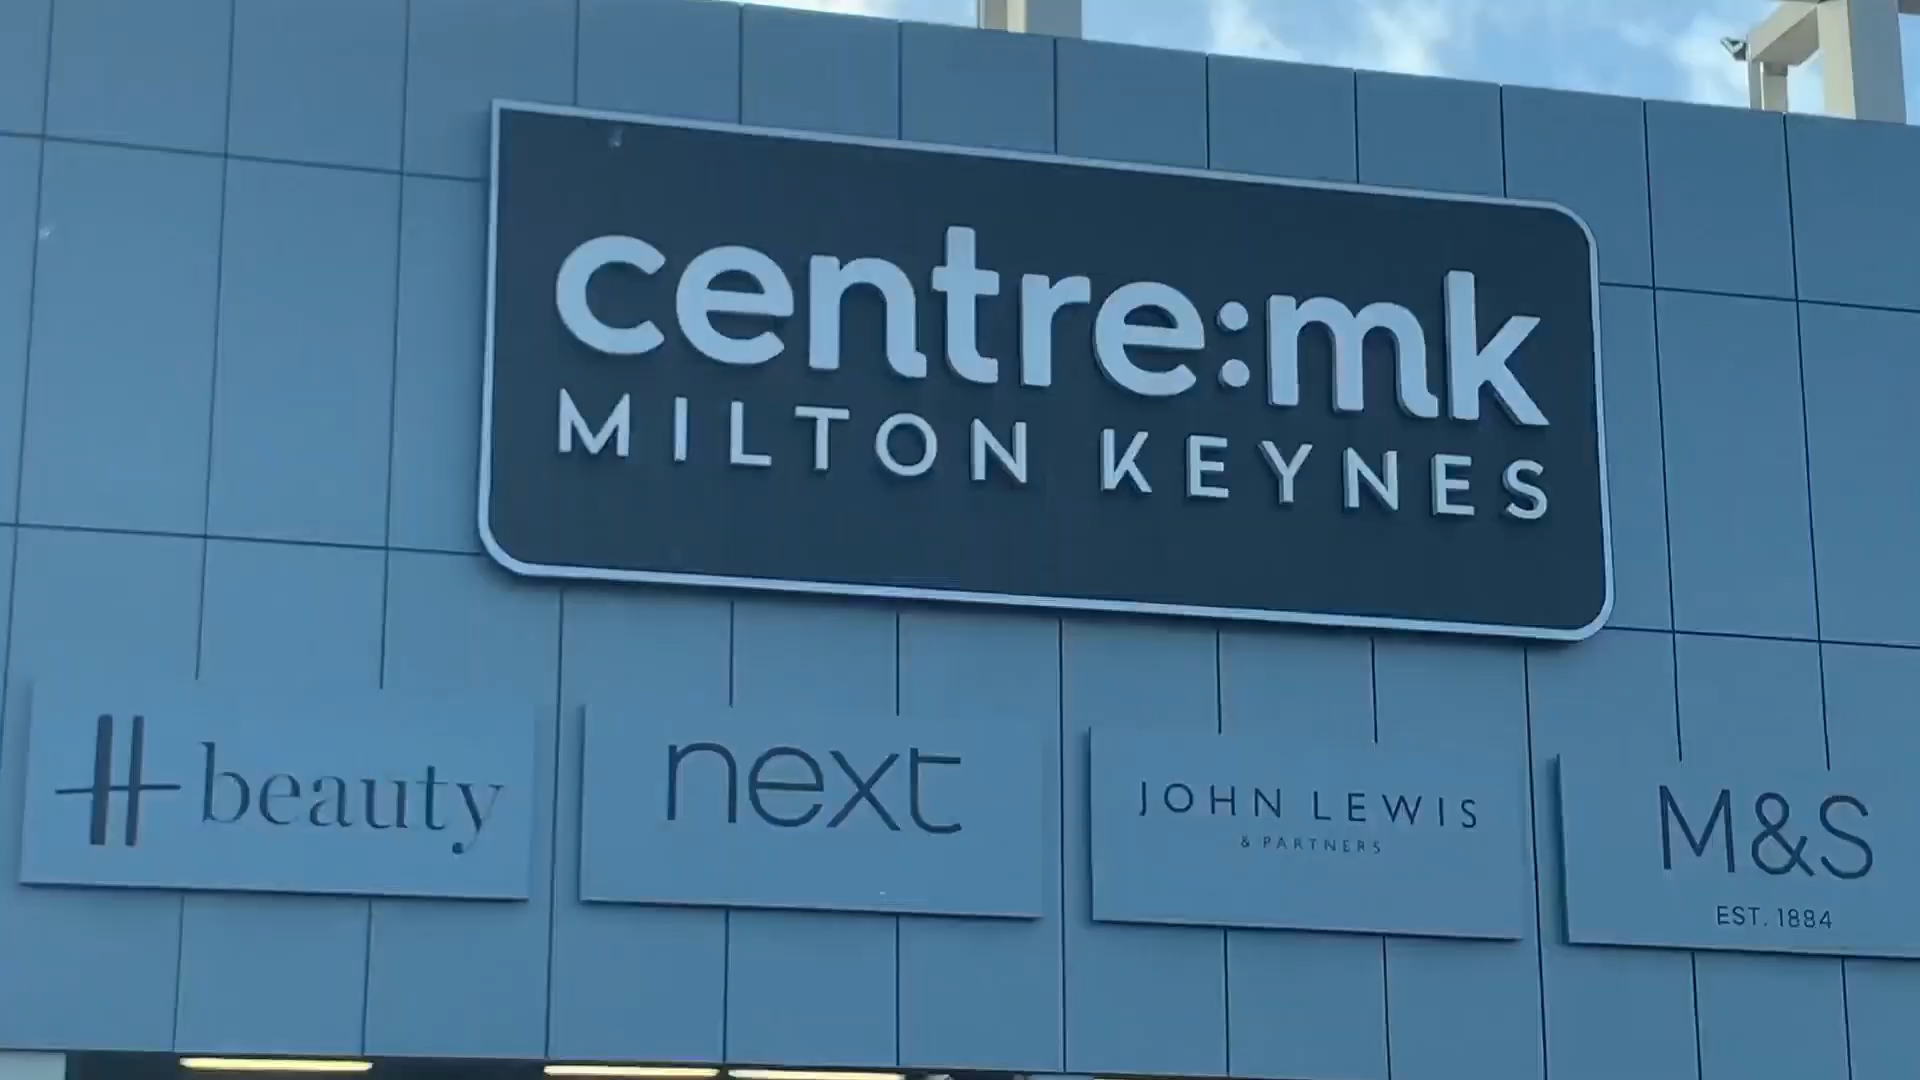 centre:mk
MILTON KEYNES
H beauty
next
JOHN LEWIS
& PARTNERS
M&S
EST. 1884